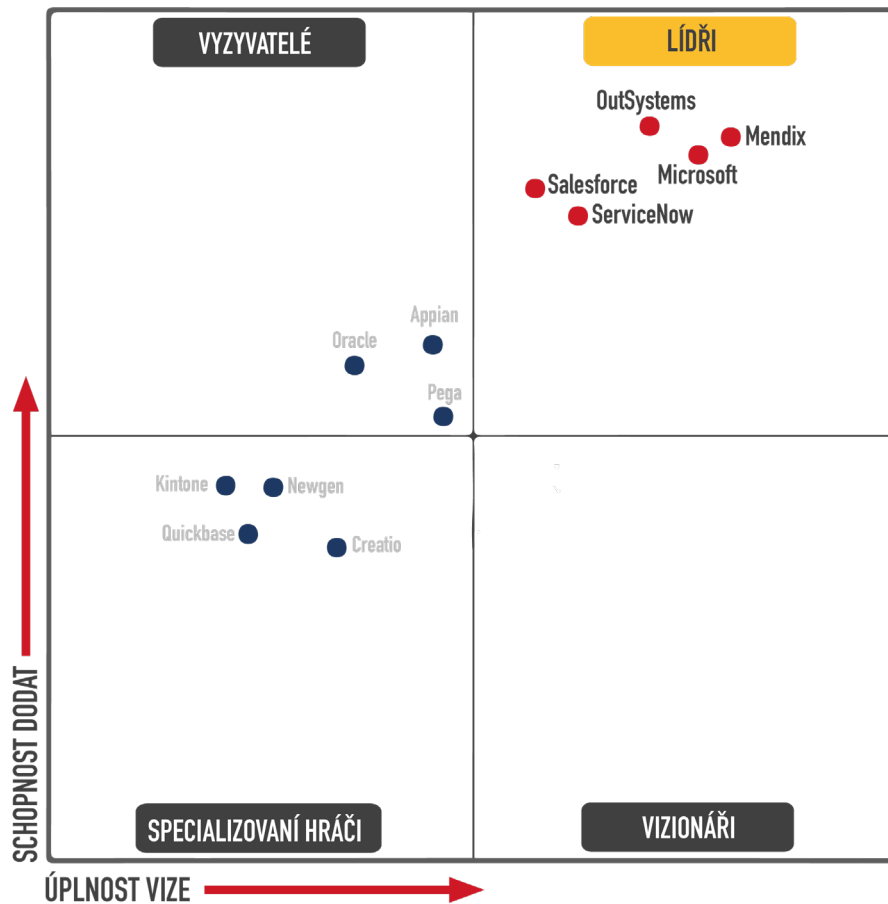 VYZYVATELÉ
LÍDŘI
OutSystems
Mendix
Microsoft
Salesforce
ServiceNow
Appian
Oracle
Pega
Kintone
Newgen
Quickbase
Creatio
SCHOPNOST DODAT
SPECIALIZOVANÍ HRÁČI
VIZIONÁŘI
ÚPLNOST VIZE